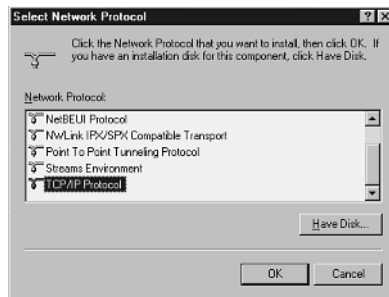 Select Network Protocol
Click the Network Protocol that you want to install, then click OK. If
you have an installation disk for this component, click Have Disk.
Network Protocol:
NetBEUI Protocol
NWLink IPX/SPX Compatible Transport
Point To Point Tunneling Protocol
Streams Environment
TCP/IP Protocol
Have Disk...
OK
Cancel